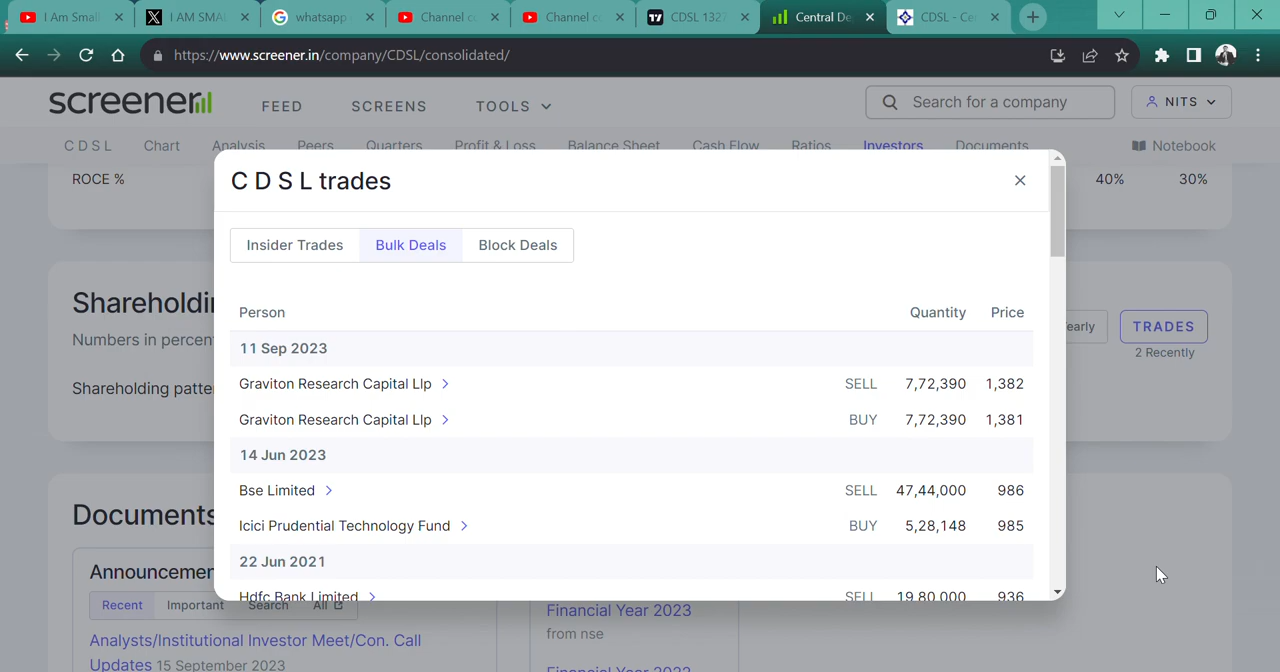 I Am Small
I AM SMAL
whatsapp
Channel co
Channel co
CDSL 1327
Central De
CDSL - Ce
https://www.screener.in/company/CDSL/consolidated/
screener
FEED
SCREENS
TOOLS
Search for a company
NITS
C D S L
Chart
Analysis
Peers
Quarters
Profit & Loss
Balance Sheet
Cash Flow
Ratios
Investors
Documents
Notebook
ROCE %
40%
30%
C D S L trades
Insider Trades
Bulk Deals
Block Deals
Person Quantity Price
11 Sep 2023
Graviton Research Capital Llp SELL 7,72,390 1,382
Graviton Research Capital Llp BUY 7,72,390 1,381
14 Jun 2023
Bse Limited SELL 47,44,000 986
Icici Prudential Technology Fund BUY 5,28,148 985
22 Jun 2021
Hdfc Bank Limited SELL 19,80,000 936
Shareholdin
Numbers in percen
early
TRADES
2 Recently
Shareholding patte
Documents
Announcemen
Recent
Important
Search
All
Analysts/Institutional Investor Meet/Con. Call
Updates 15 September 2023
Financial Year 2023
from nse
Financial Year 2022